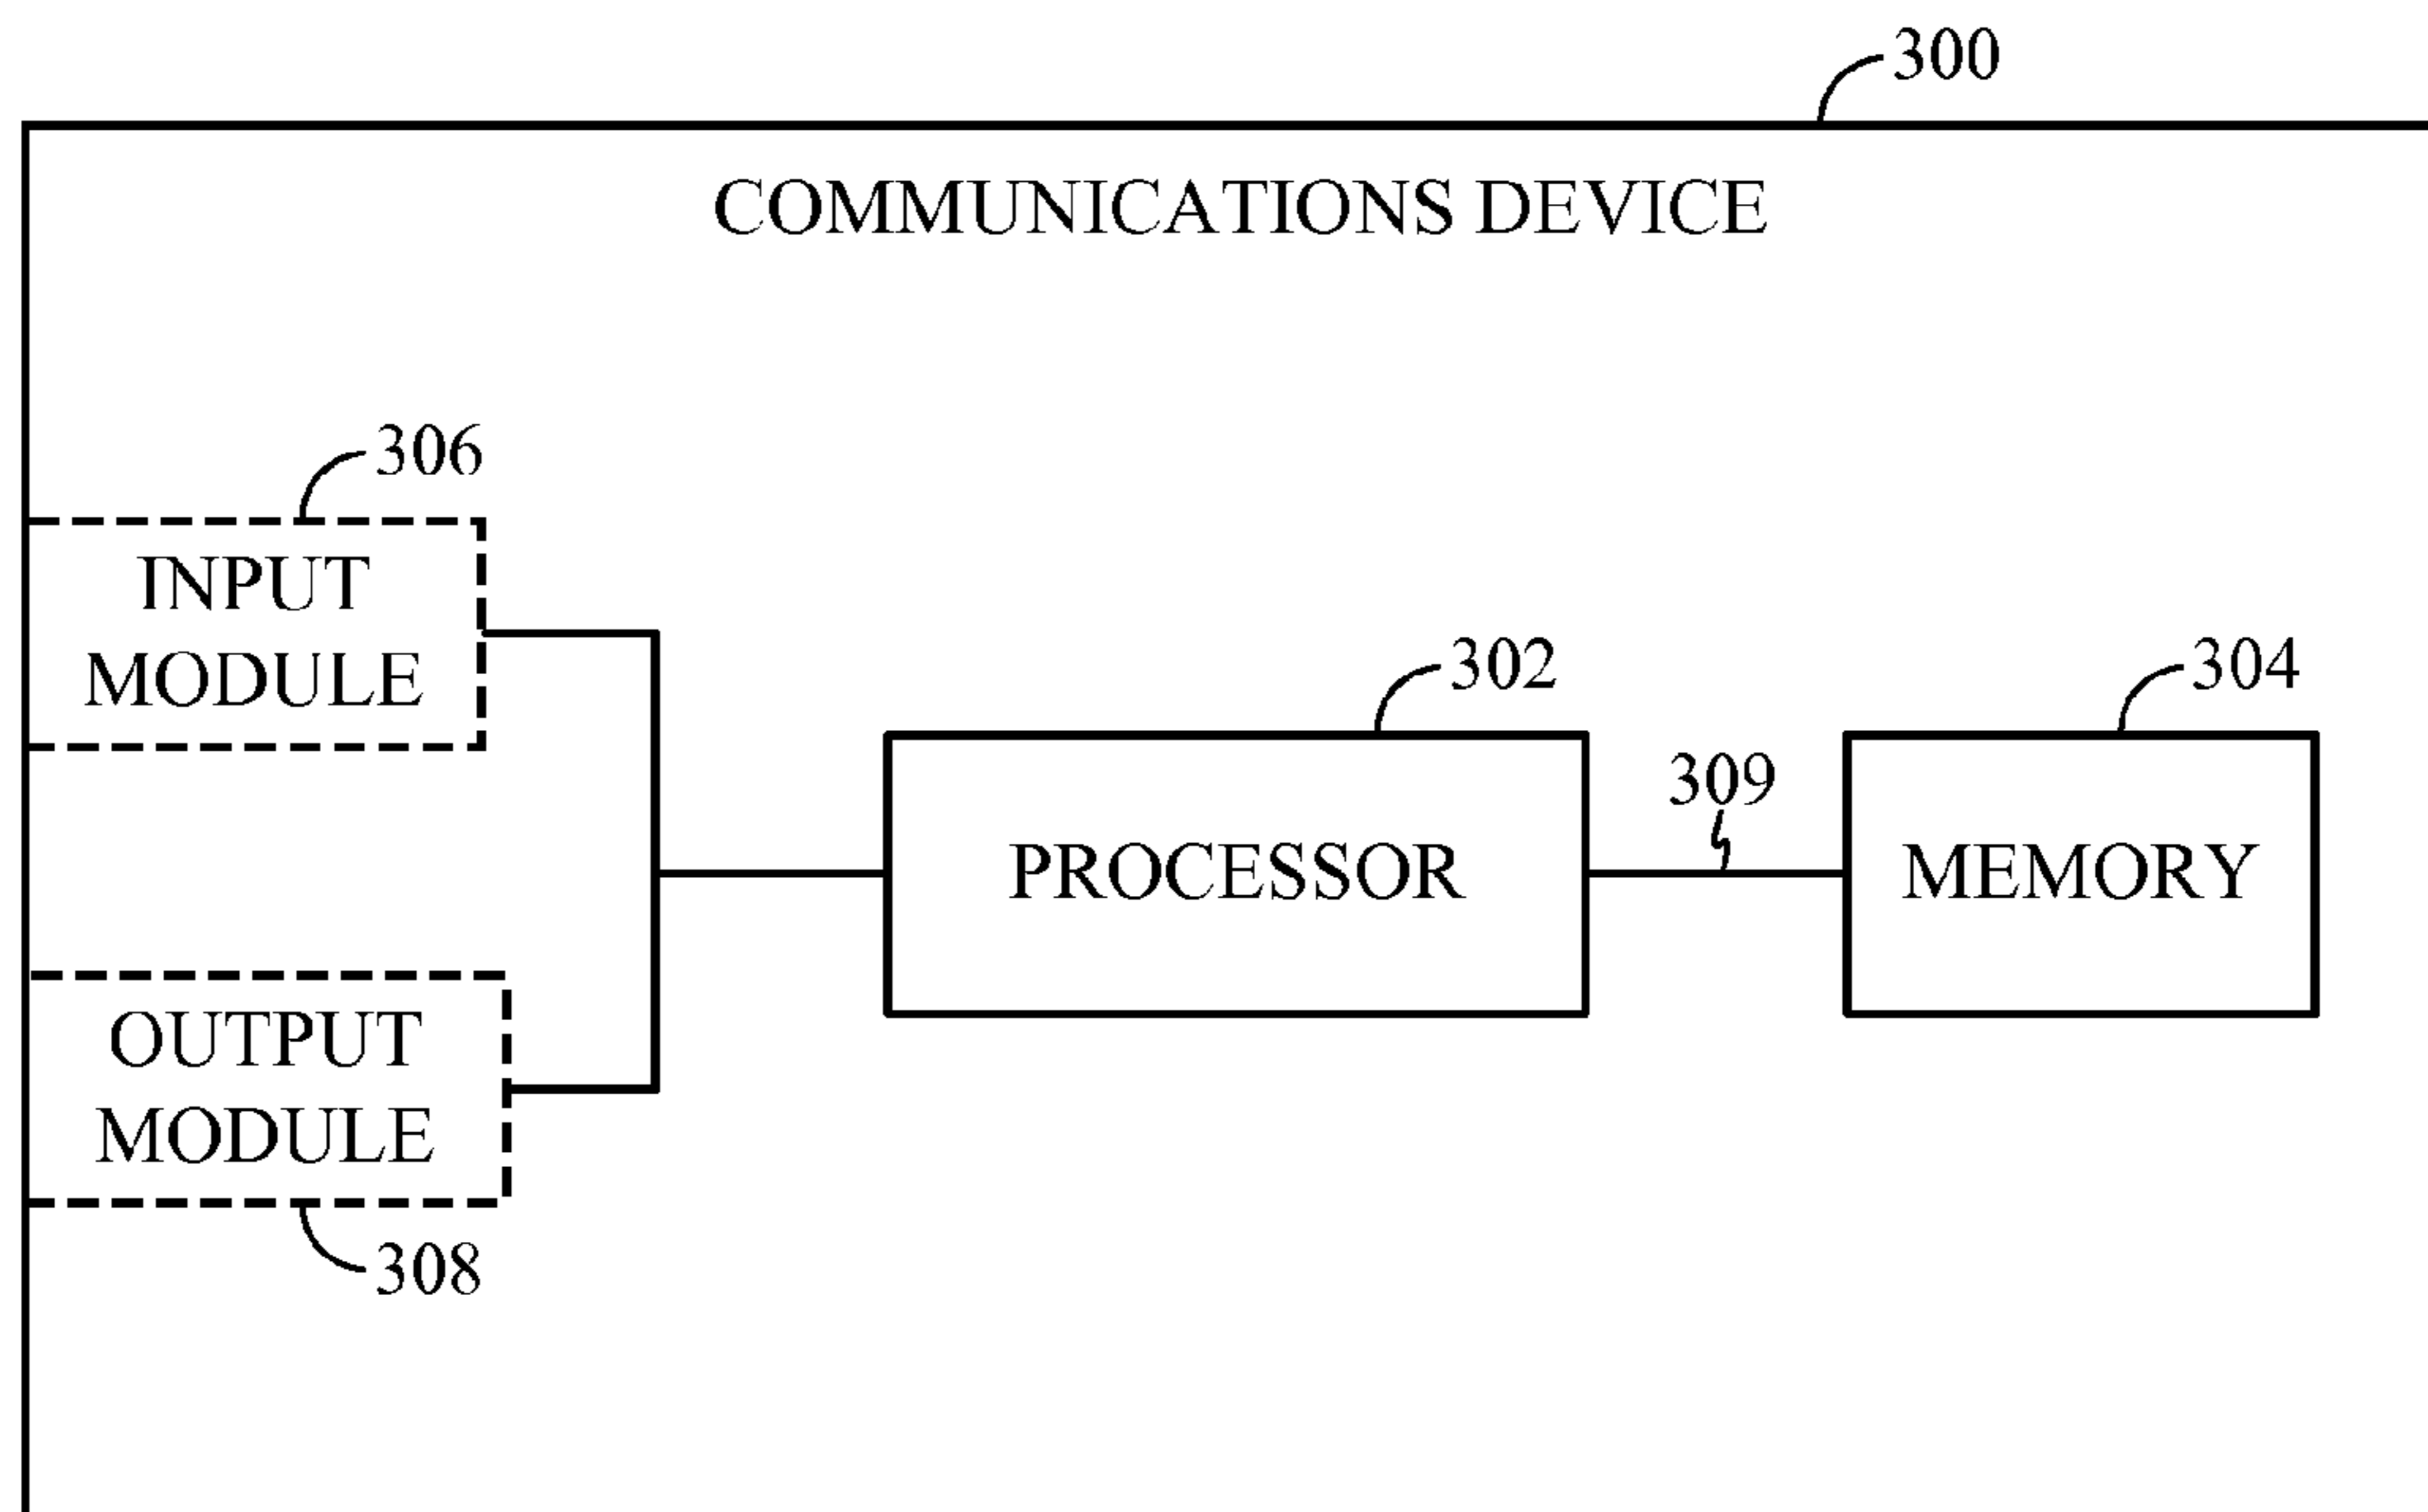 300
COMMUNICATIONS DEVICE
306
INPUT
MODULE
302
304
309
PROCESSOR
MEMORY
OUTPUT
MODULE
308